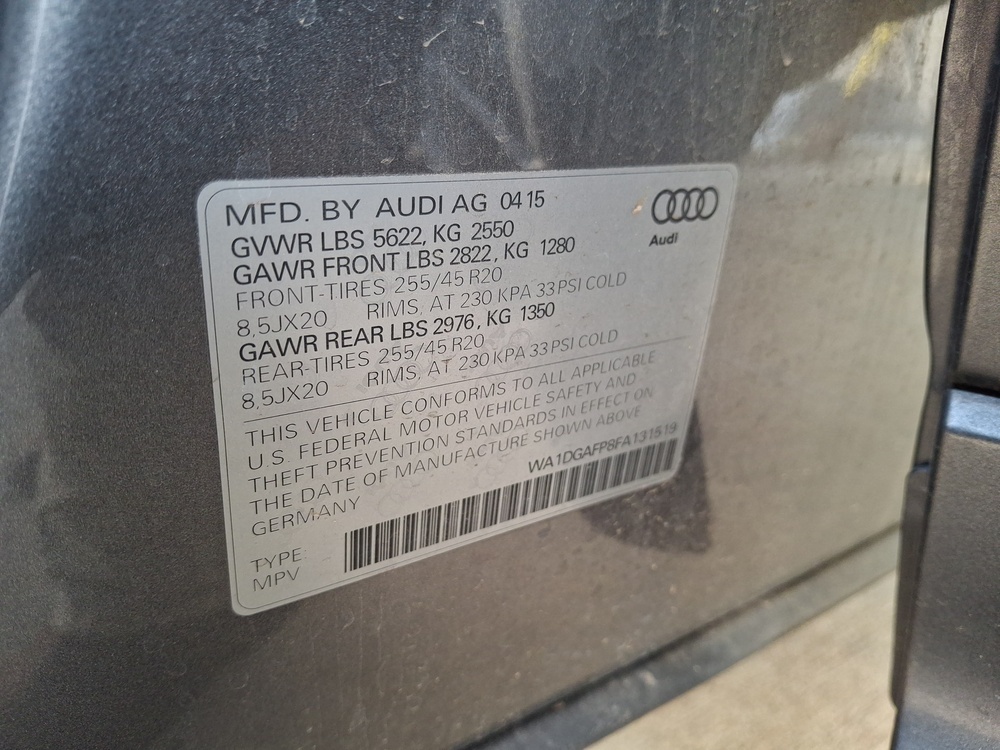 MFD. BY AUDI AG 04 15
Audi
GVWR LBS 5622, KG 2550
GAWR FRONT LBS 2822, KG 1280
FRONT-TIRES 255/45 R20
8,5JX20 RIMS, AT 230 KPA 33 PSI COLD
GAWR REAR LBS 2976, KG 1350
REAR-TIRES 255/45 R20
8,5JX20 RIMS, AT 230 KPA 33 PSI COLD
THIS VEHICLE CONFORMS TO ALL APPLICABLE
U.S. FEDERAL MOTOR VEHICLE SAFETY AND
THEFT PREVENTION STANDARDS IN EFFECT ON
THE DATE OF MANUFACTURE SHOWN ABOVE
GERMANY
WA1DGAFP8FA131519
TYPE:
MPV